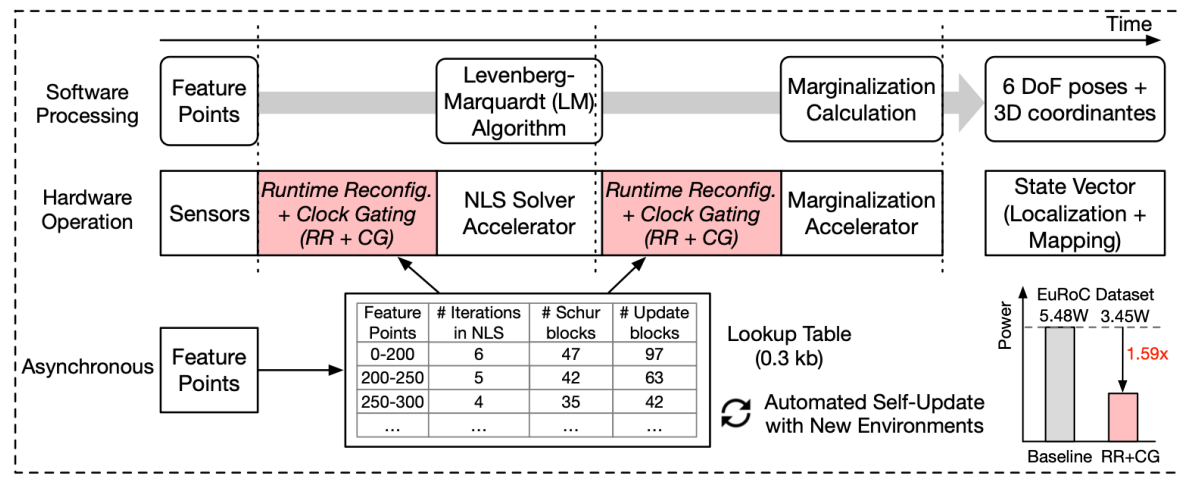 Time
Software
Processing
Feature
Points
Levenberg-
Marquardt (LM)
Algorithm
Marginalization
Calculation
6 DoF poses +
3D coordinantes
Hardware
Operation
Sensors
Runtime Reconfig.
+ Clock Gating
(RR + CG)
NLS Solver
Accelerator
Runtime Reconfig.
+ Clock Gating
(RR + CG)
Marginalization
Accelerator
State Vector
(Localization +
Mapping)
Asynchronous
Feature
Points
Feature Points | # Iterations in NLS | # Schur blocks | # Update blocks
0-200 6 47 97
200-250 5 42 63
250-300 4 35 42
... ... ... ...
Lookup Table
(0.3 kb)
Automated Self-Update
with New Environments
Power
EuRoC Dataset
5.48W 3.45W
1.59x
Baseline RR+CG